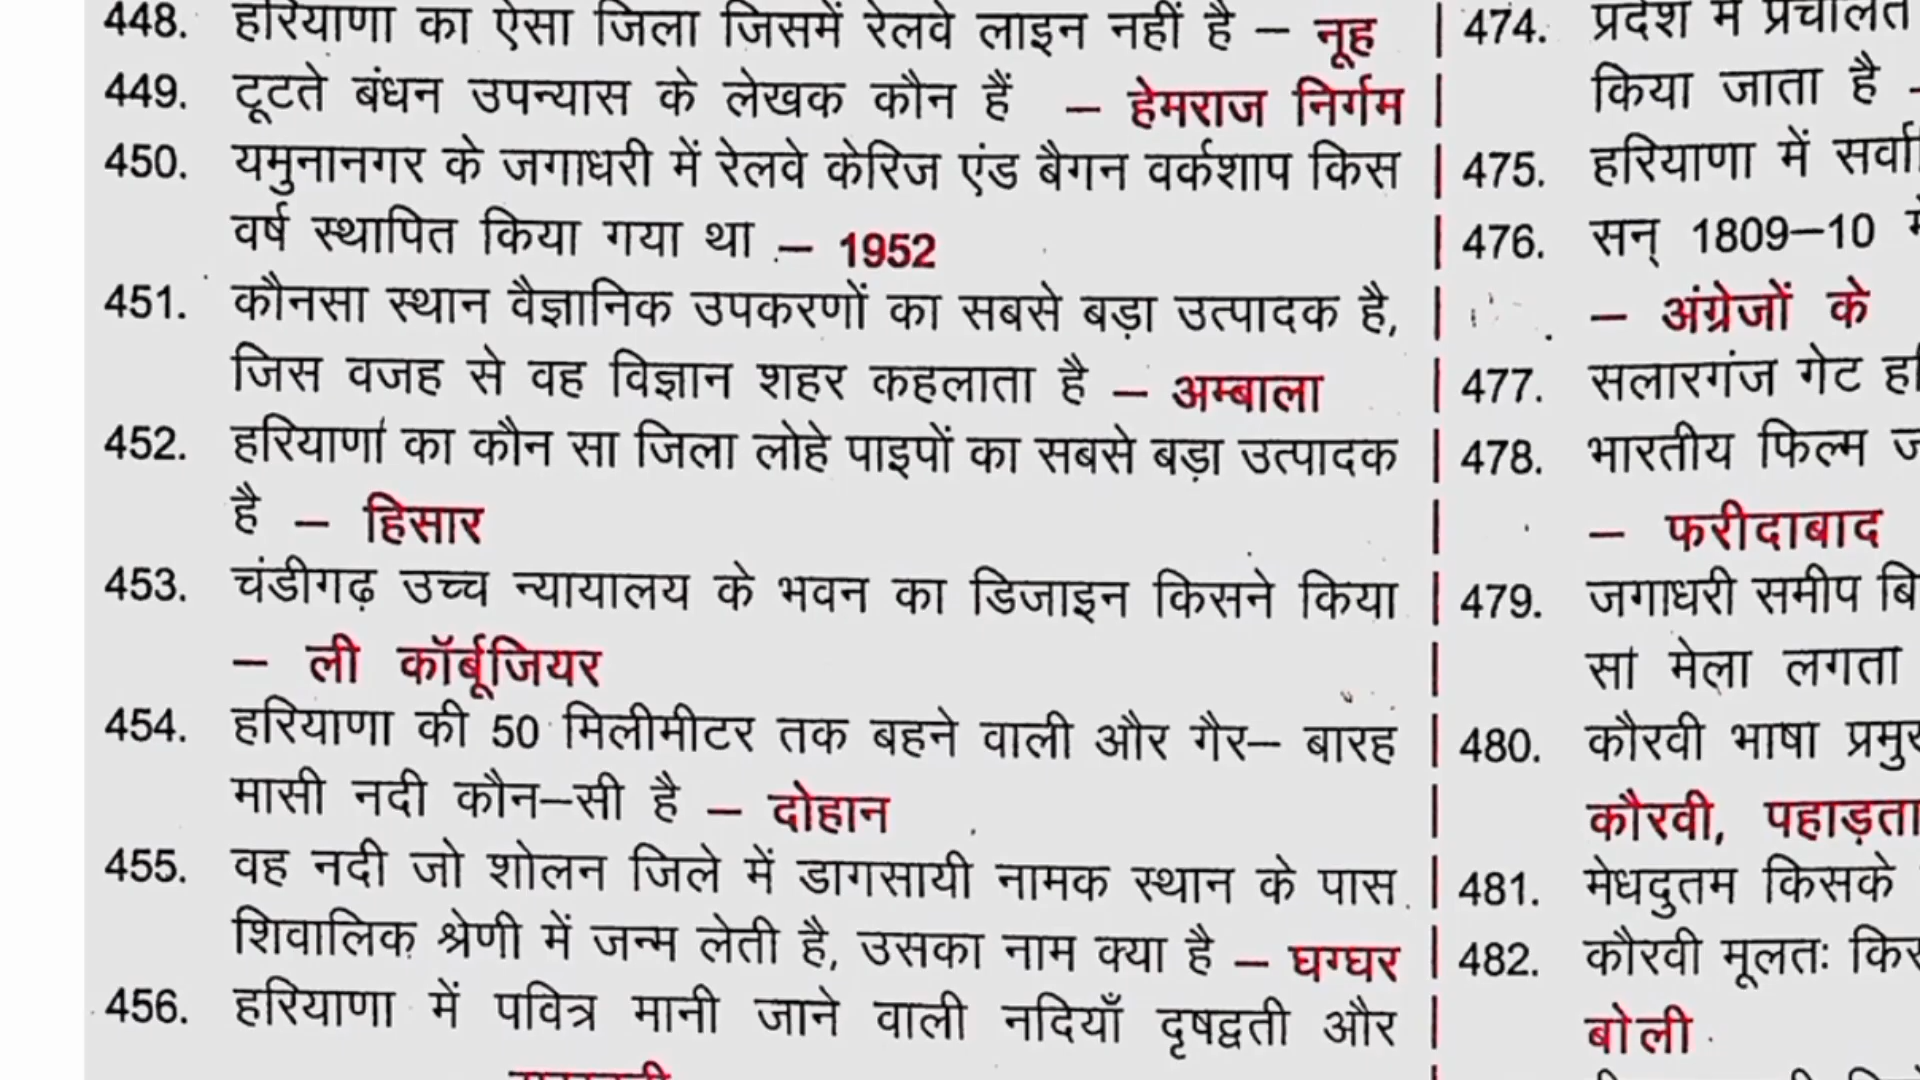 448. हरियाणा का ऐसा जिला जिसमें रेलवे लाइन नहीं है – नूह
449. टूटते बंधन उपन्यास के लेखक कौन हैं – हेमराज निर्गम
450. यमुनानगर के जगाधरी में रेलवे केरिज एंड बैगन वर्कशाप किस
वर्ष स्थापित किया गया था – 1952
451. कौनसा स्थान वैज्ञानिक उपकरणों का सबसे बड़ा उत्पादक है,
जिस वजह से वह विज्ञान शहर कहलाता है – अम्बाला
452. हरियाणा का कौन सा जिला लोहे पाइपों का सबसे बड़ा उत्पादक
है – हिसार
453. चंडीगढ़ उच्च न्यायालय के भवन का डिजाइन किसने किया
– ली कॉर्बूजियर
454. हरियाणा की 50 मिलीमीटर तक बहने वाली और गैर– बारह
मासी नदी कौन–सी है – दोहान
455. वह नदी जो शोलन जिले में डागसायी नामक स्थान के पास
शिवालिक श्रेणी में जन्म लेती है, उसका नाम क्या है – घग्घर
456. हरियाणा में पवित्र मानी जाने वाली नदियाँ दृषद्वती और
474. प्रदेश में प्रचलित
किया जाता है –
475. हरियाणा में
476. सन् 1809–10
– अंग्रेजों के
477. सलारगंज गेट
478. भारतीय फिल्म
– फरीदाबाद
479. जगाधरी समीप
सा मेला लगता
480. कौरवी भाषा
कौरवी,
481. मेधदुतम किसके
482. कौरवी मूलतः
बोली